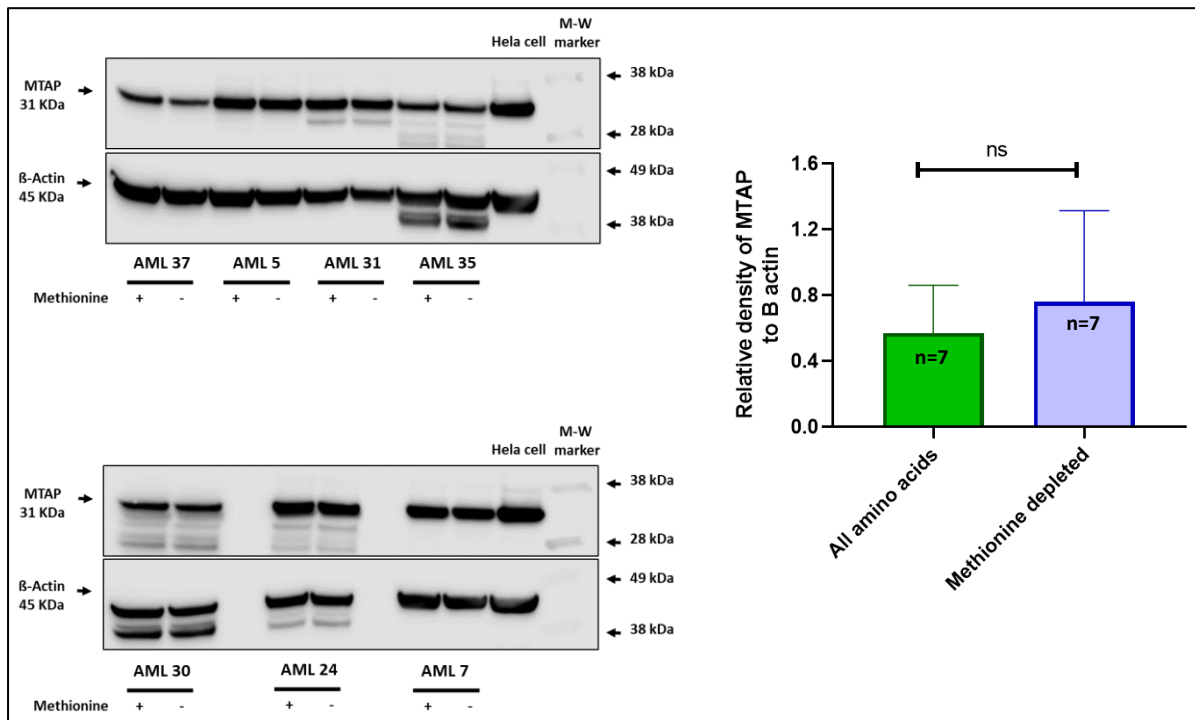 M-W
Hela cell marker
MTAP
31 KDa
38 kDa
28 kDa
ß-Actin
45 KDa
49 kDa
38 kDa
AML 37 AML 5 AML 31 AML 35
Methionine + - + - + - + -
M-W
Hela cell marker
MTAP
31 KDa
38 kDa
28 kDa
ß-Actin
45 KDa
49 kDa
38 kDa
AML 30 AML 24 AML 7
Methionine + - + - + -
ns
Relative density of MTAP
to B actin
1.6
1.2
0.8
0.4
0.0
n=7
n=7
All amino acids
Methionine depleted